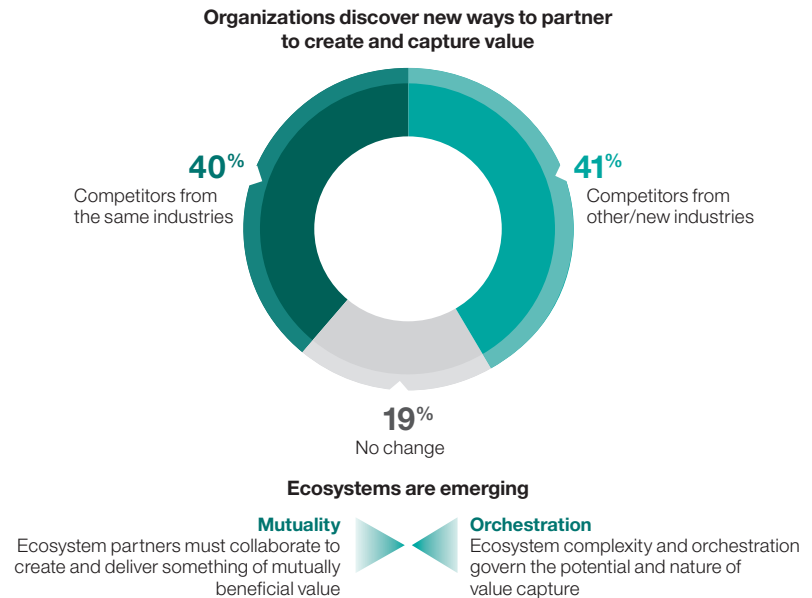 Organizations discover new ways to partner
to create and capture value
40%
Competitors from
the same industries
41%
Competitors from
other/new industries
19%
No change
Ecosystems are emerging
Mutuality
Ecosystem partners must collaborate to
create and deliver something of mutually
beneficial value
Orchestration
Ecosystem complexity and orchestration
govern the potential and nature of
value capture